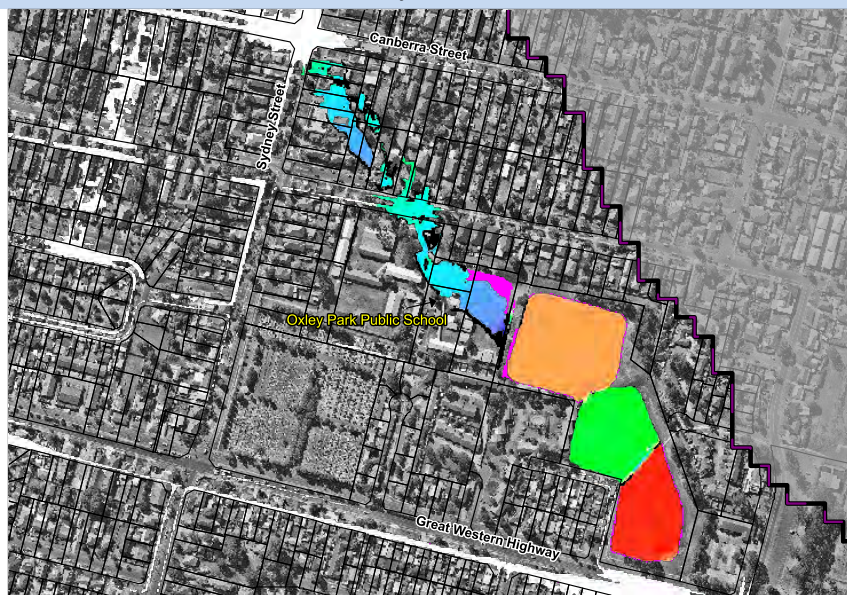 Canberra Street
Sydney Street
Oxley Park Public School
Great Western Highway